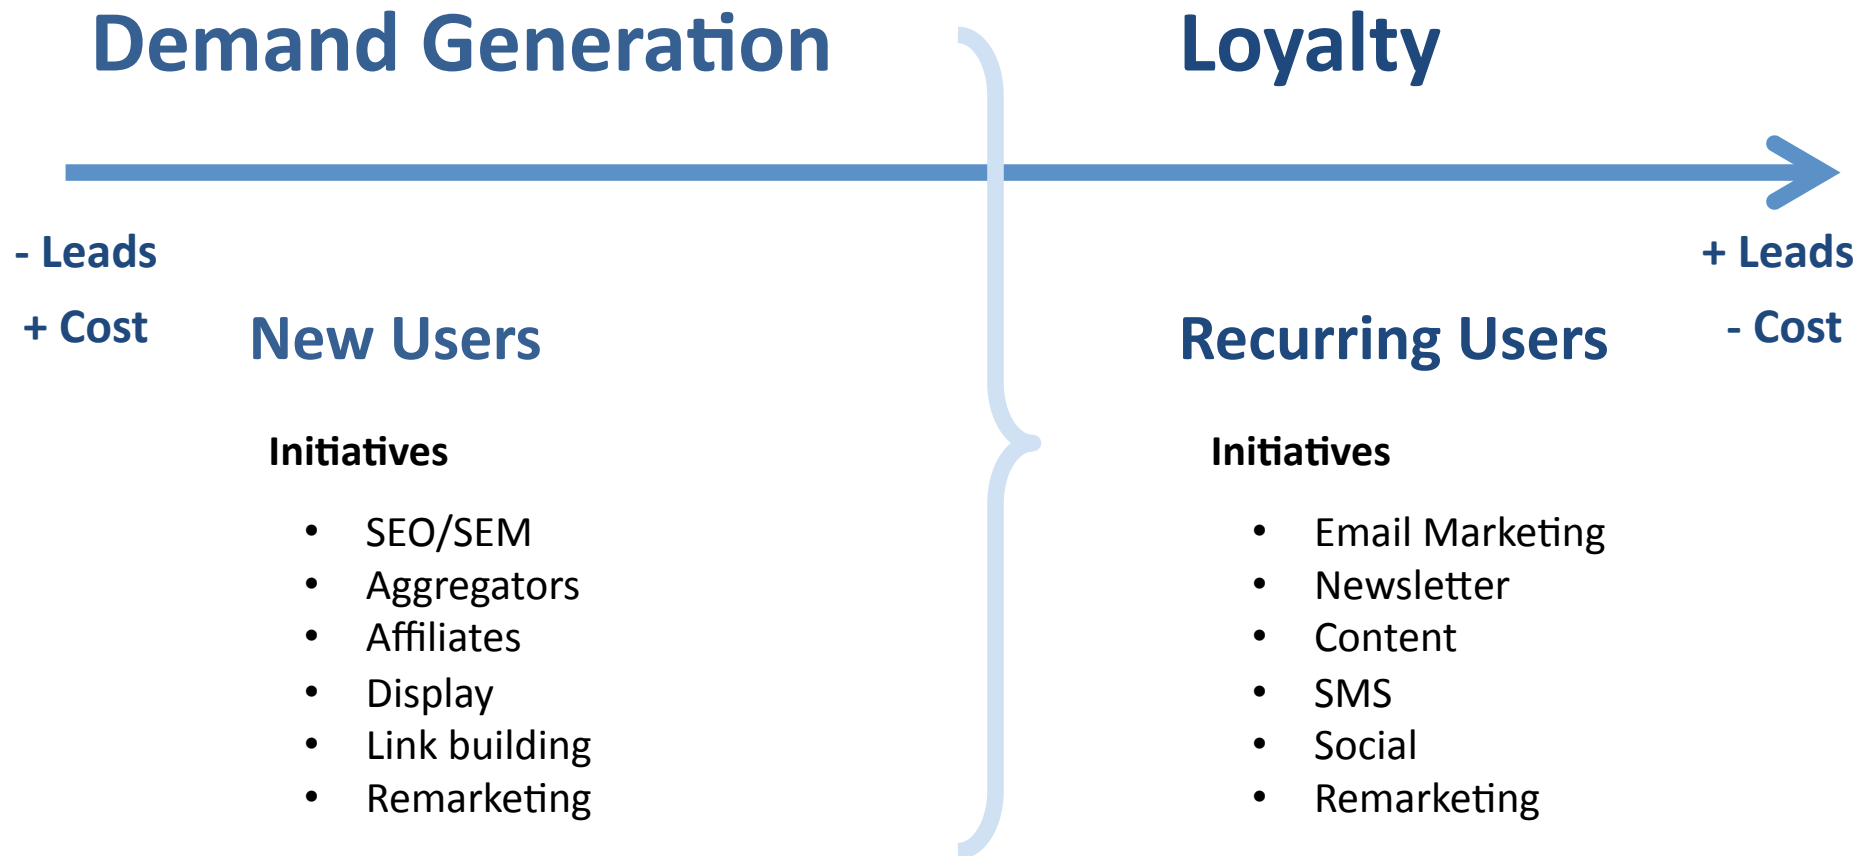 Demand Generation
Loyalty
- Leads
+ Cost
+ Leads
- Cost
New Users
Initiatives
• SEO/SEM
• Aggregators
• Affiliates
• Display
• Link building
• Remarketing
Recurring Users
Initiatives
• Email Marketing
• Newsletter
• Content
• SMS
• Social
• Remarketing